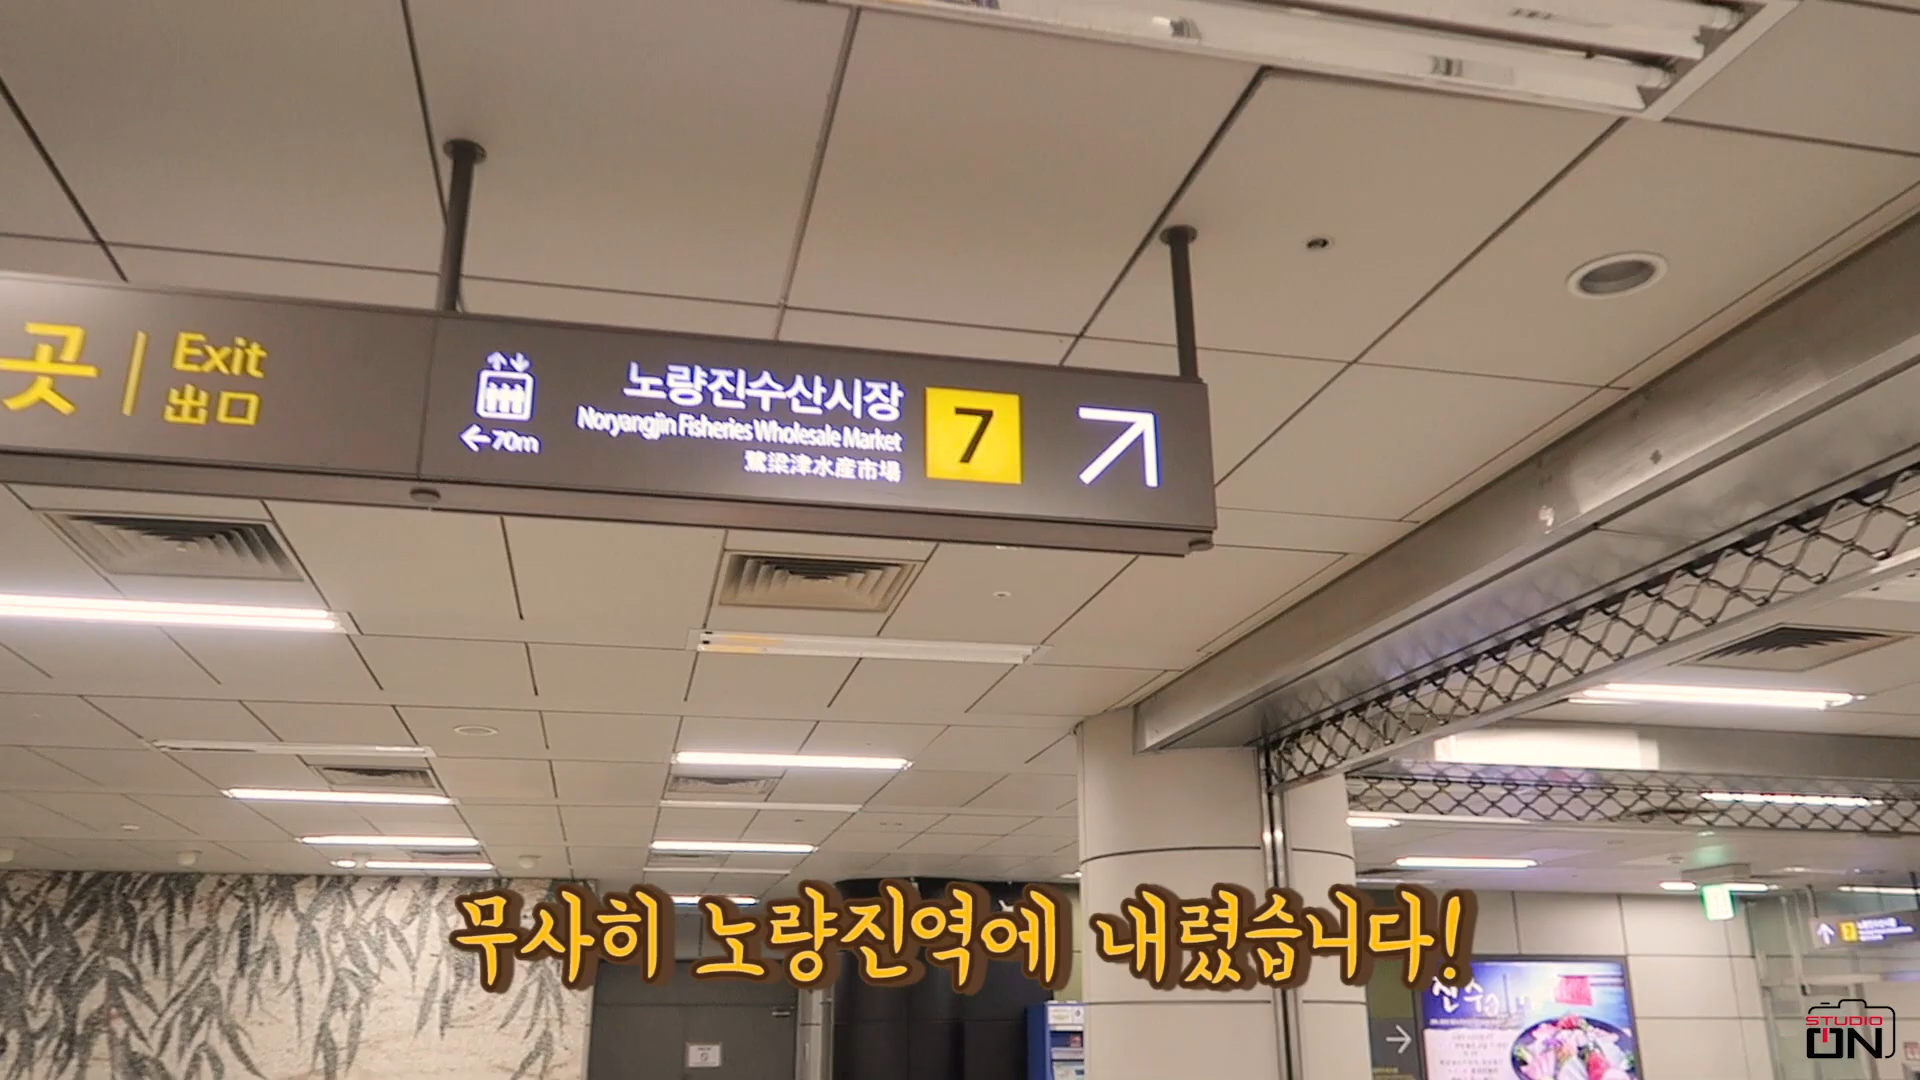 곳
Exit
出口
←70m
노량진수산시장
Noryangjin Fisheries Wholesale Market
鷺梁津水産市場
7
무사히 노량진역에 내렸습니다!
STUDIO
ON